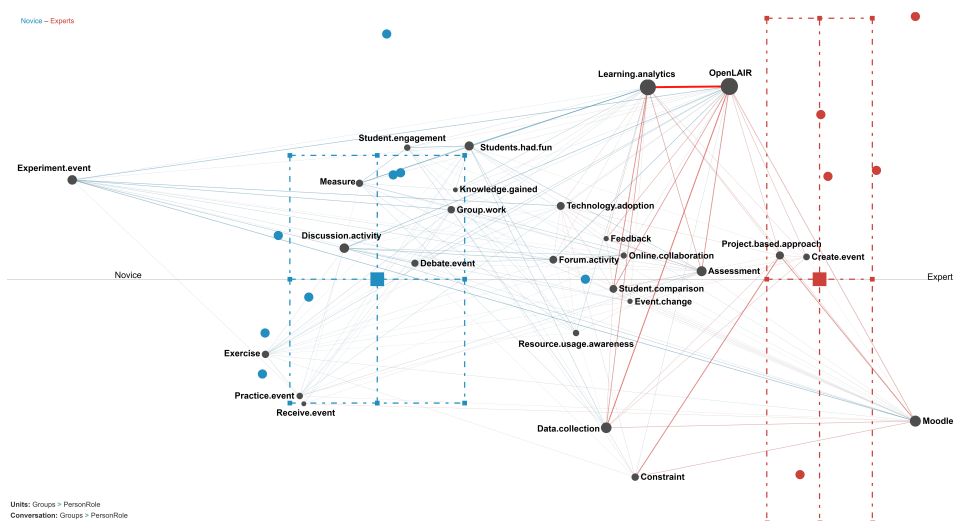 Novice – Experts
Learning.analytics
OpenLAIR
Student.engagement
Students.had.fun
Experiment.event
Measure
Knowledge.gained
Group.work
Technology.adoption
Discussion.activity
Feedback
Project.based.approach
Debate.event
Forum.activity
Online.collaboration
Create.event
Assessment
Novice
Expert
Student.comparison
Event.change
Resource.usage.awareness
Exercise
Practice.event
Receive.event
Data.collection
Moodle
Constraint
Units: Groups > PersonRole
Conversation: Groups > PersonRole